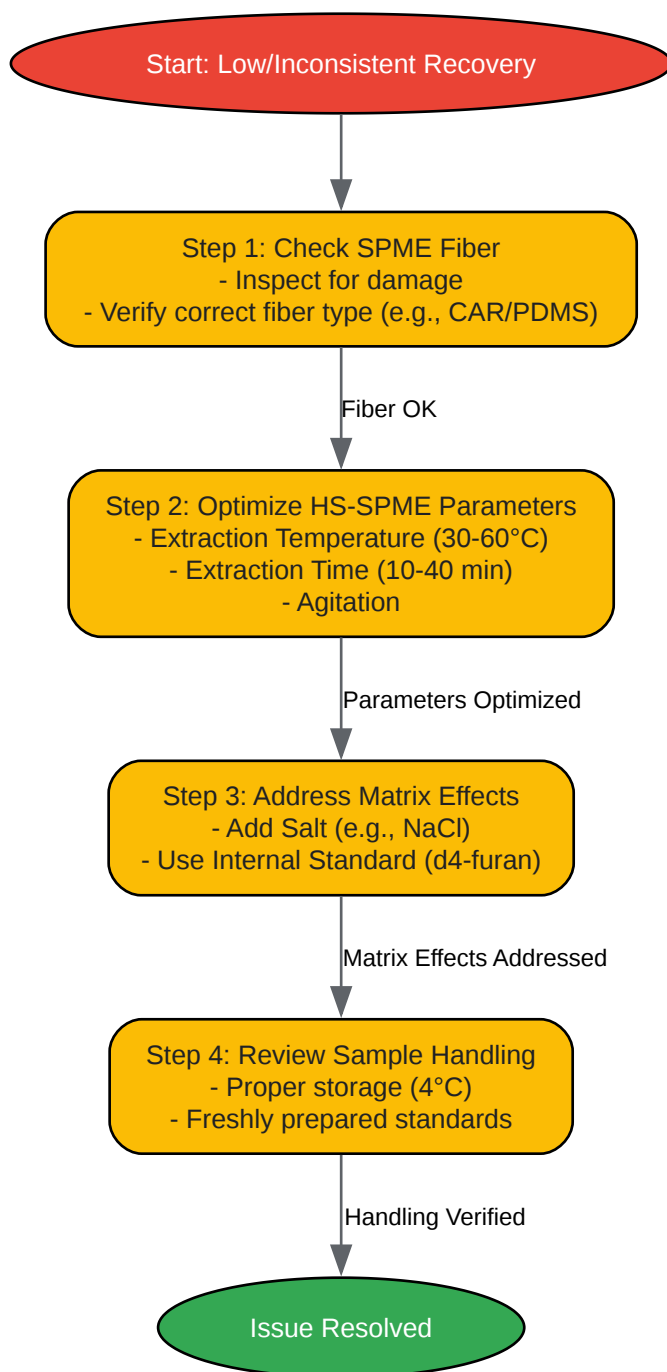 Start: Low/Inconsistent Recovery
Step 1: Check SPME Fiber
- Inspect for damage
- Verify correct fiber type (e.g., CAR/PDMS)
Fiber OK
Step 2: Optimize HS-SPME Parameters
- Extraction Temperature (30-60°C)
- Extraction Time (10-40 min)
- Agitation
Parameters Optimized
Step 3: Address Matrix Effects
- Add Salt (e.g., NaCl)
- Use Internal Standard (d4-furan)
Matrix Effects Addressed
Step 4: Review Sample Handling
- Proper storage (4°C)
- Freshly prepared standards
Handling Verified
Issue Resolved